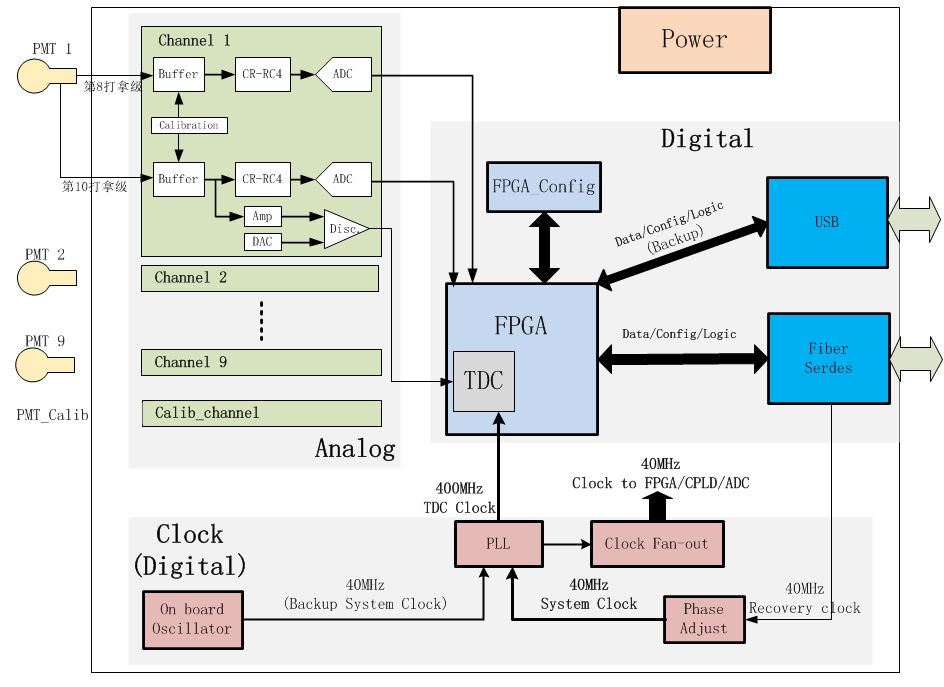 Power
PMT 1
第8打拿级
第10打拿级
Channel 1
Buffer
CR-RC4
ADC
Calibration
Buffer
CR-RC4
ADC
Amp
DAC
Disc.
PMT 2
Channel 2
PMT 9
Channel 9
PMT_Calib
Calib_channel
Analog
Digital
FPGA_Config
Data/Config/Logic
(Backup)
USB
FPGA
TDC
Data/Config/Logic
Fiber
Serdes
400MHz
TDC Clock
40MHz
Clock to FPGA/CPLD/ADC
Clock
(Digital)
PLL
Clock Fan-out
40MHz
(Backup System Clock)
40MHz
System Clock
40MHz
Recovery clock
On board
Oscillator
Phase
Adjust